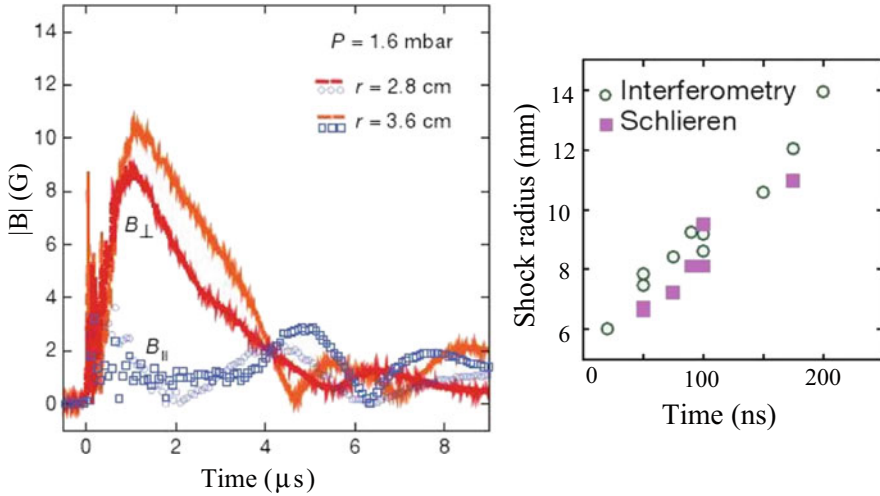 14
12
10
8
6
4
2
0
|B| (G)
P = 1.6 mbar
r = 2.8 cm
r = 3.6 cm
B⊥
B||
0
2
4
6
8
Time (μs)
14
12
10
8
6
Shock radius (mm)
Interferometry
Schlieren
0
100
200
Time (ns)